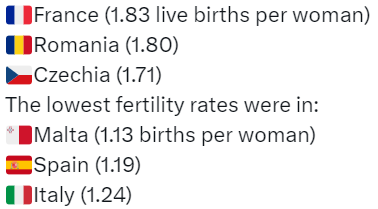 🇫🇷France (1.83 live births per woman)
🇷🇴Romania (1.80)
🇨🇿Czechia (1.71)
The lowest fertility rates were in:
🇲🇹Malta (1.13 births per woman)
🇪🇸Spain (1.19)
🇮🇹Italy (1.24)